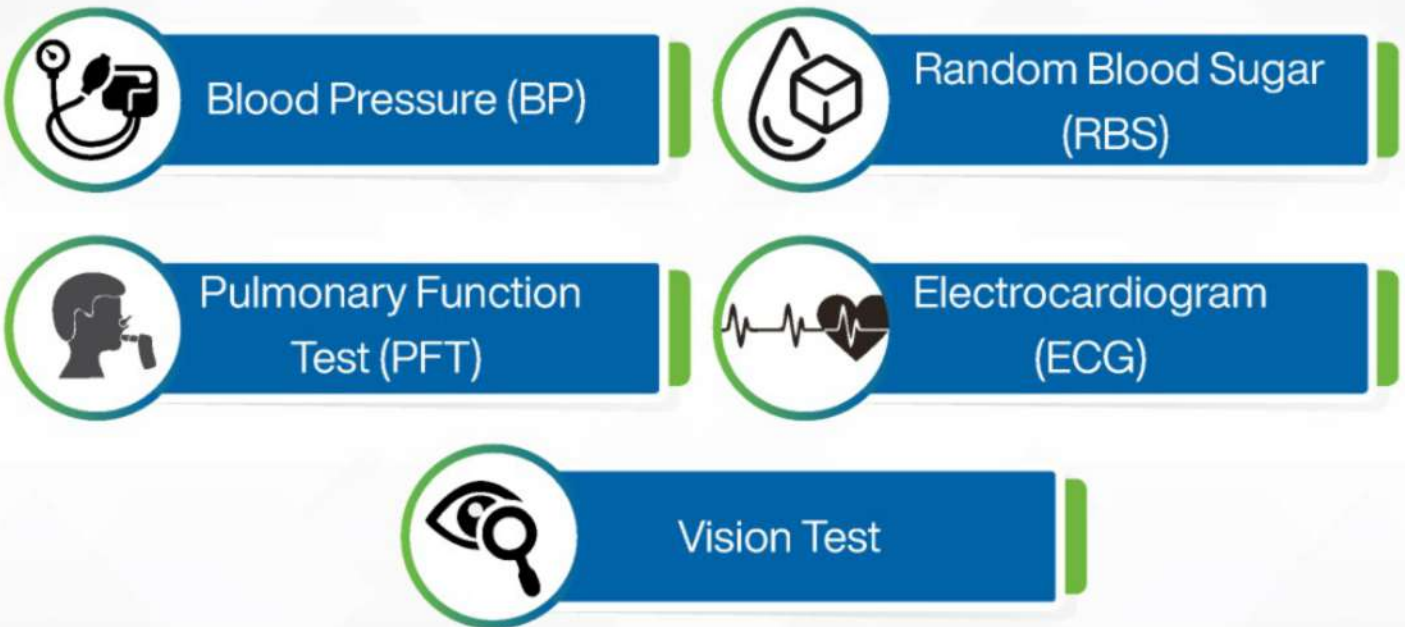 Blood Pressure (BP)
Random Blood Sugar
(RBS)
Pulmonary Function
Test (PFT)
Electrocardiogram
(ECG)
Vision Test